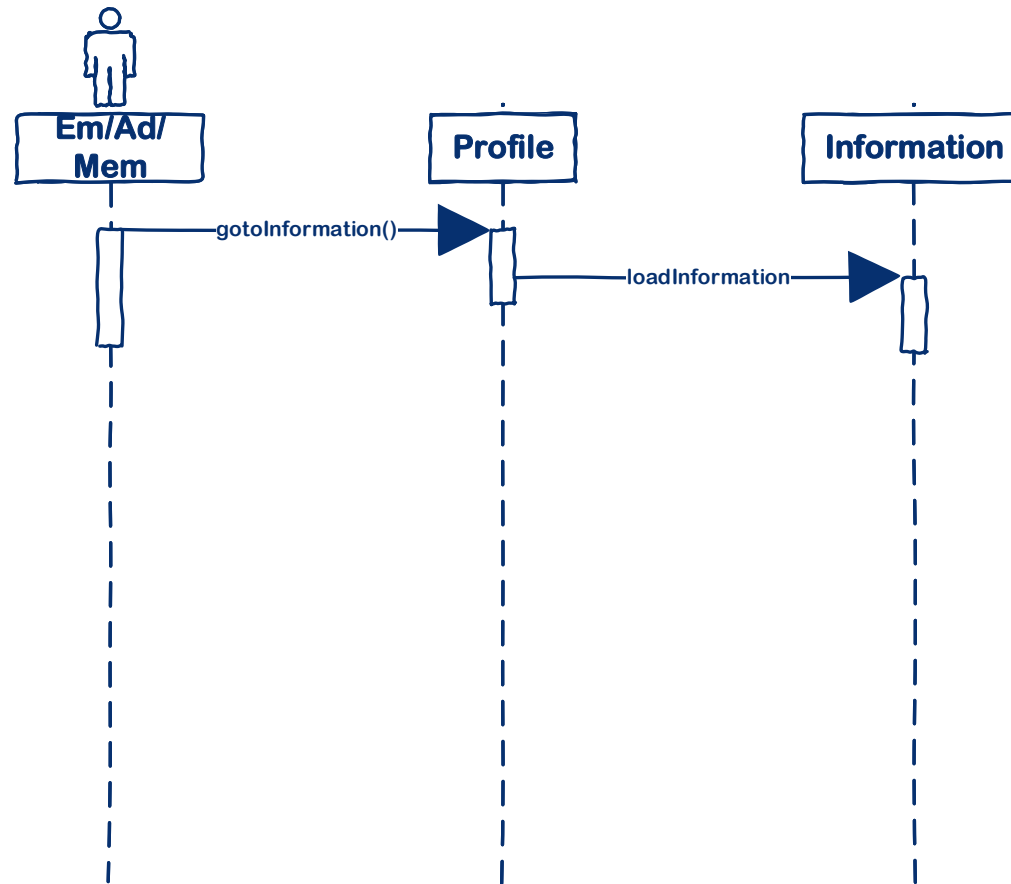 Em/Ad/
Mem
Profile
Information
gotoInformation()
loadInformation